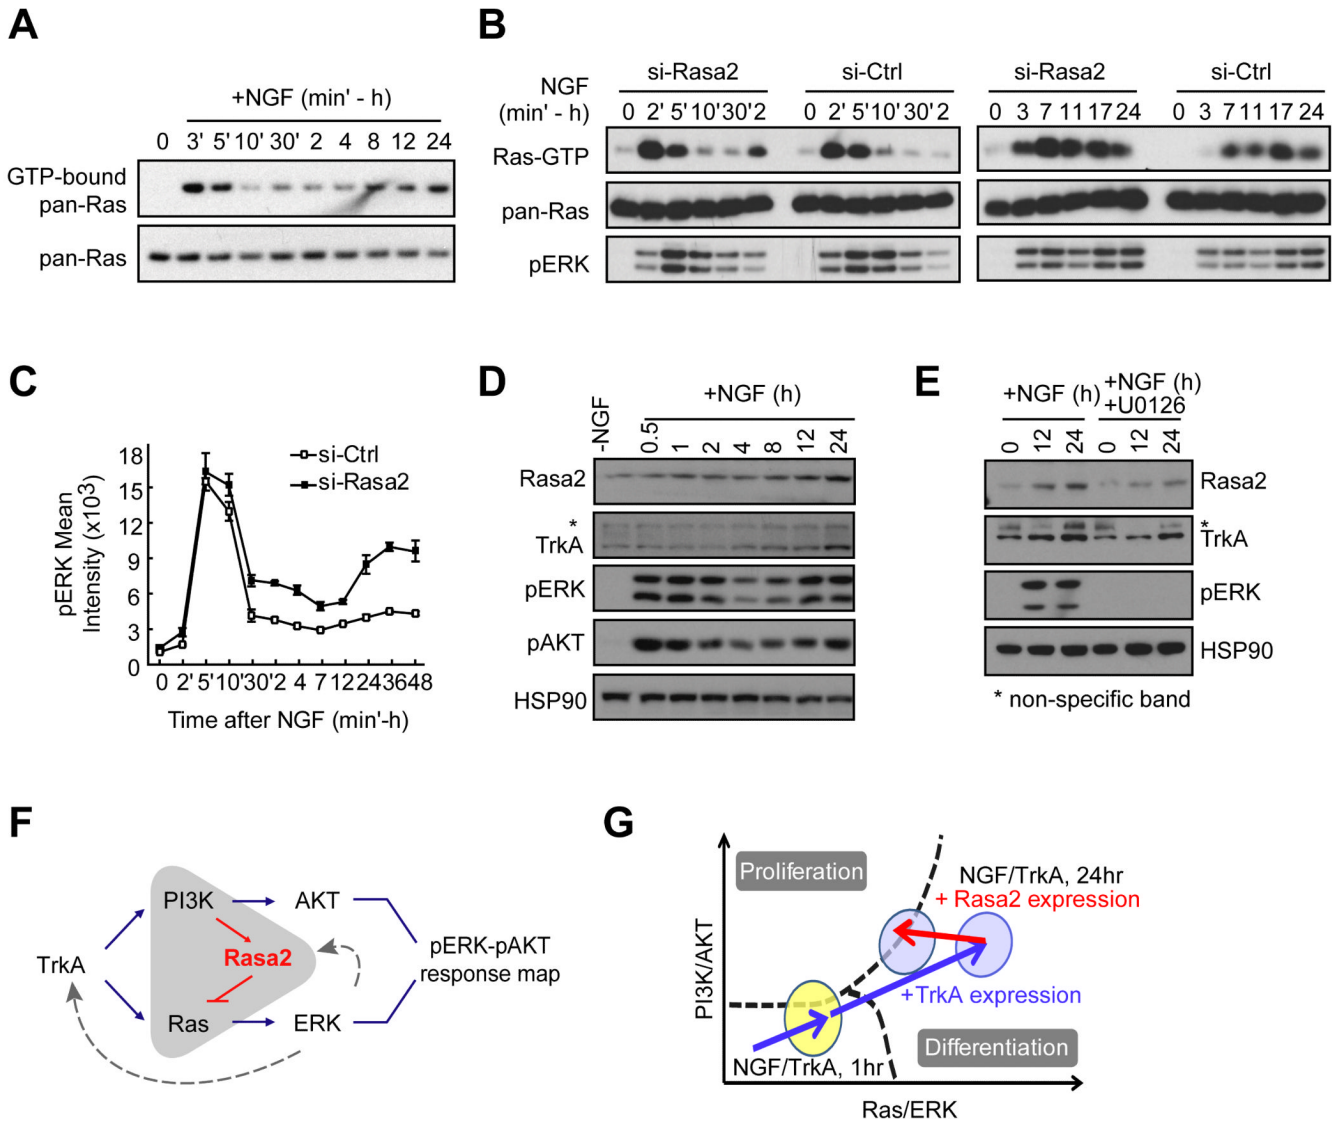 A
+NGF (min' - h)
0 3' 5' 10' 30' 2 4 8 12 24
GTP-bound
pan-Ras
pan-Ras
B
si-Rasa2 si-Ctrl si-Rasa2 si-Ctrl
NGF
(min' - h)
0 2' 5' 10' 30' 2 0 2' 5' 10' 30' 2 0 3 7 11 17 24 0 3 7 11 17 24
Ras-GTP
pan-Ras
pERK
C
pERK Mean
Intensity (x10³)
18
15
12
9
6
3
0
si-Ctrl
si-Rasa2
0 2' 5' 10' 30' 2 4 7 12 24 36 48
Time after NGF (min'-h)
D
-NGF
+NGF (h)
0.5 1 2 4 8 12 24
Rasa2
*
TrkA
pERK
pAKT
HSP90
E
+NGF (h) +NGF (h)
+U0126
0 12 24 0 12 24
Rasa2
*
TrkA
pERK
HSP90
* non-specific band
F
PI3K AKT
TrkA Rasa2 pERK-pAKT
response map
Ras ERK
G
Proliferation
NGF/TrkA, 24hr
+ Rasa2 expression
PI3K/AKT
+TrkA expression
Differentiation
NGF/TrkA, 1hr
Ras/ERK